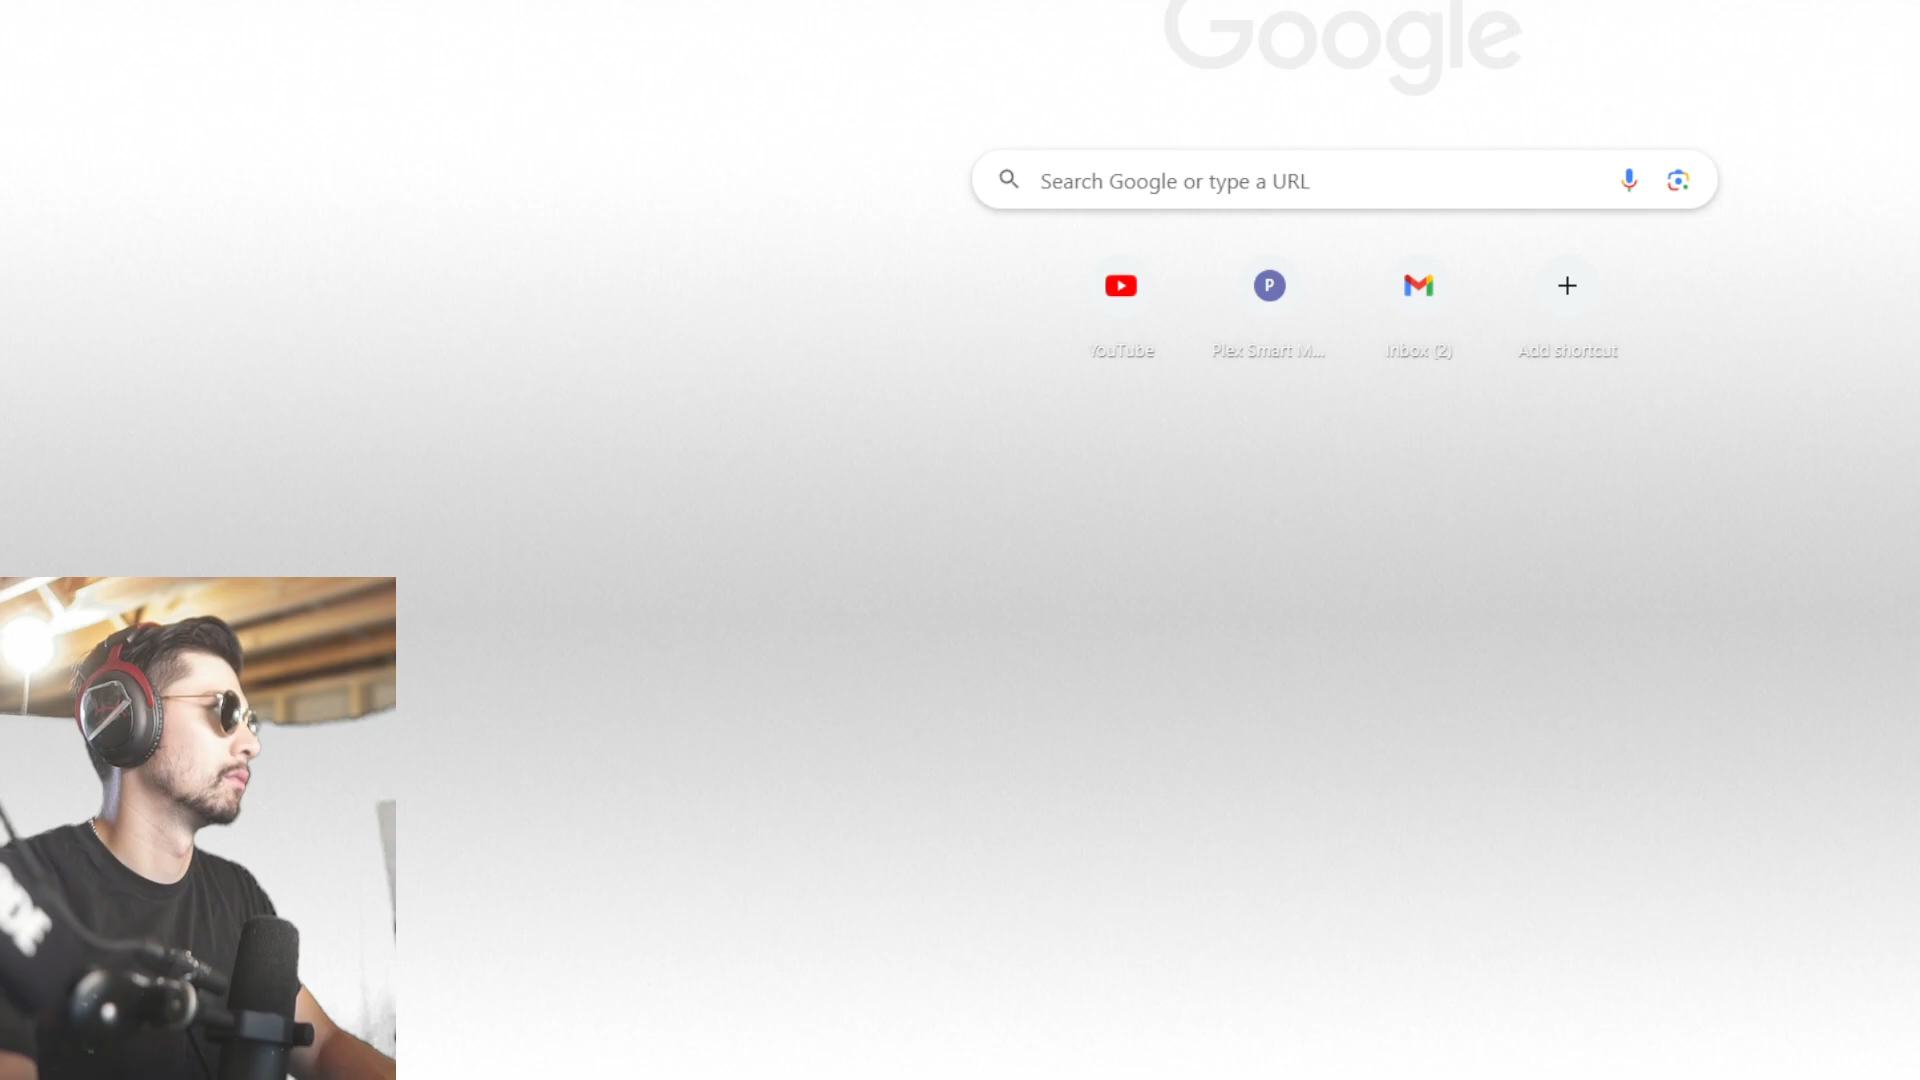 Google
Search Google or type a URL
P
YouTube
Plex Smart M...
Inbox (2)
Add shortcut